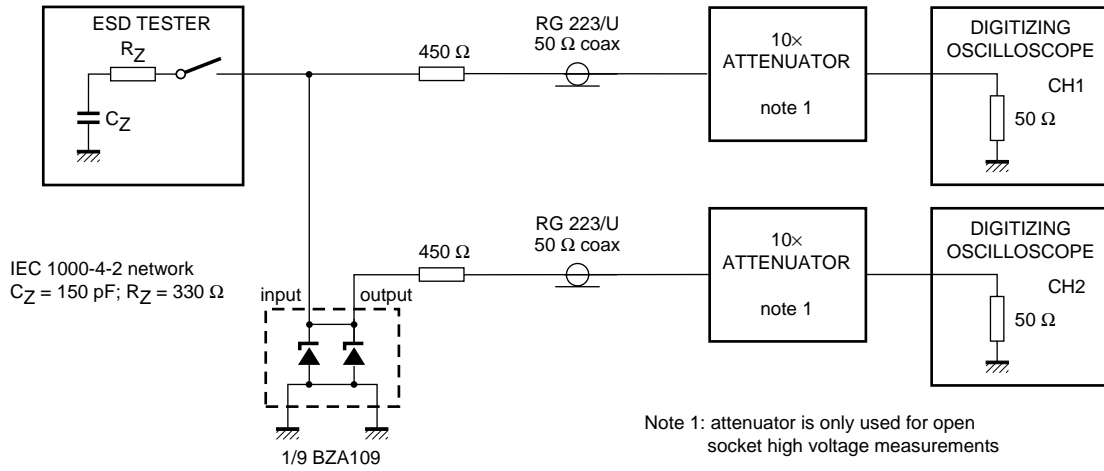 ESD TESTER
RZ
CZ
450 Ω
RG 223/U
50 Ω coax
10×
ATTENUATOR
note 1
DIGITIZING
OSCILLOSCOPE
CH1
50 Ω
IEC 1000-4-2 network
CZ = 150 pF; RZ = 330 Ω
input
output
450 Ω
RG 223/U
50 Ω coax
10×
ATTENUATOR
note 1
DIGITIZING
OSCILLOSCOPE
CH2
50 Ω
1/9 BZA109
Note 1: attenuator is only used for open
socket high voltage measurements